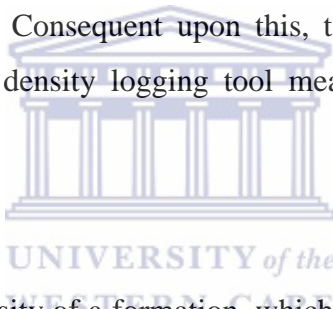 Consequent upon this, t
density logging tool mea
UNIVERSITY of the
sity of a formation, which
WESTERN CAPE